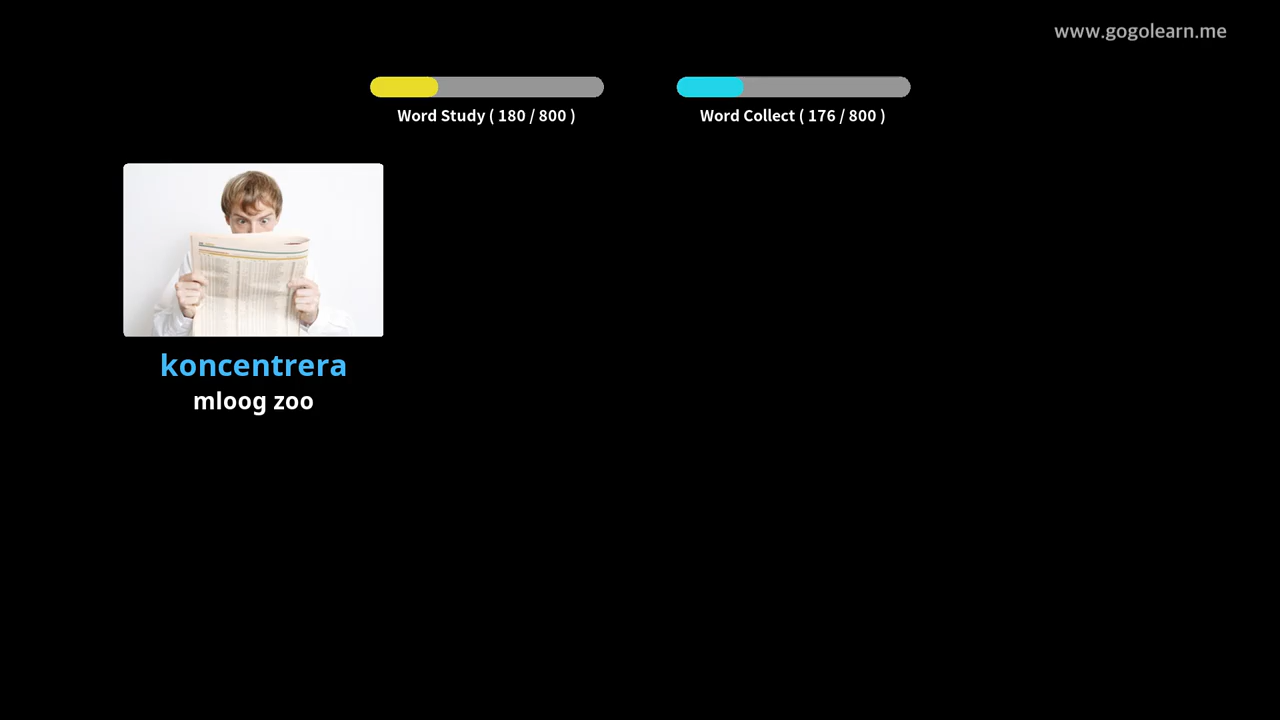 www.gogolearn.me
Word Study ( 180 / 800 )
Word Collect ( 176 / 800 )
koncentrera
mloog zoo